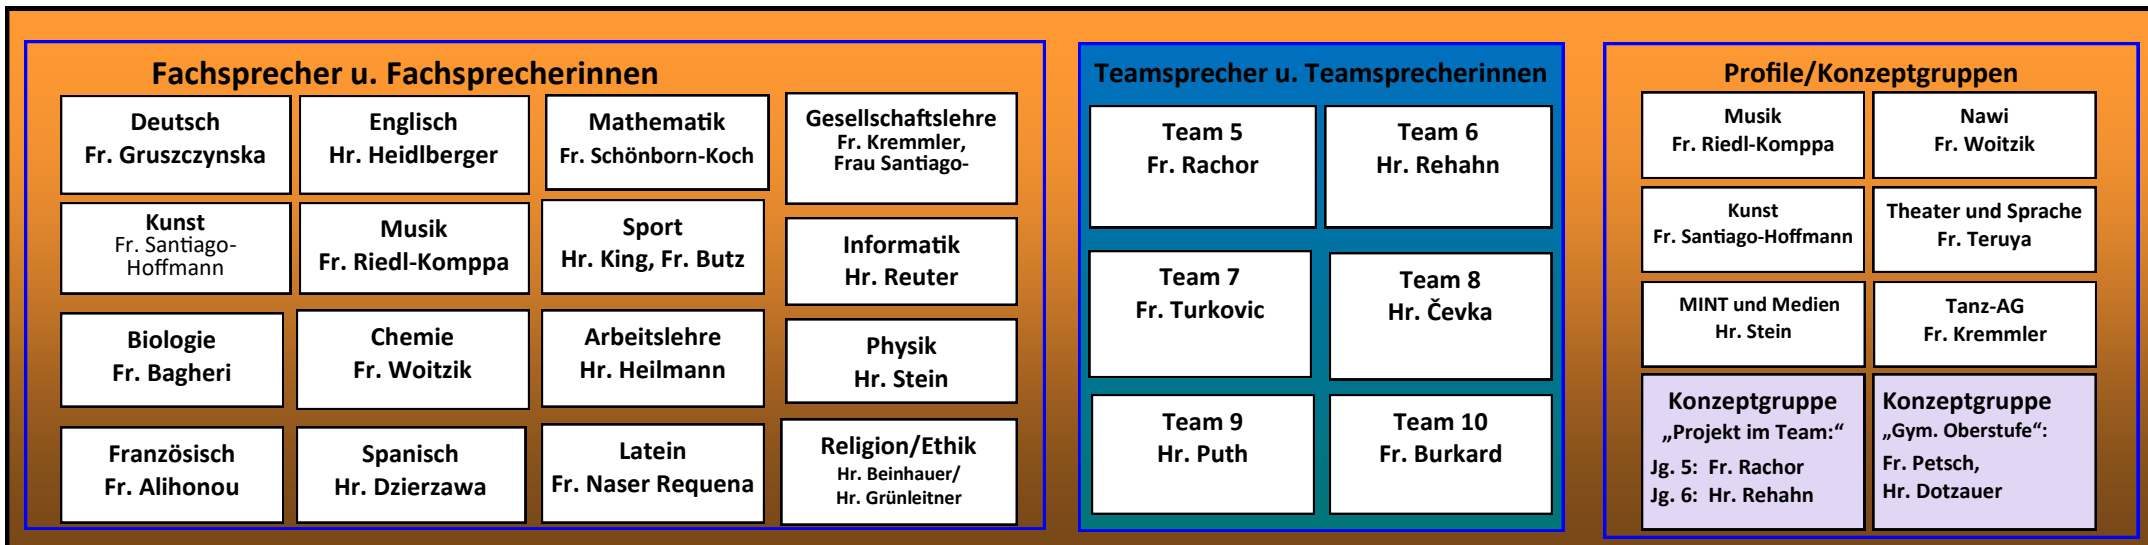 Fachsprecher u. Fachsprecherinnen
Deutsch
Fr. Gruszczynska
Englisch
Hr. Heidlberger
Mathematik
Fr. Schönborn-Koch
Gesellschaftslehre
Fr. Kremmler,
Frau Santiago-
Kunst
Fr. Santiago-
Hoffmann
Musik
Fr. Riedl-Komppa
Sport
Hr. King, Fr. Butz
Informatik
Hr. Reuter
Biologie
Fr. Bagheri
Chemie
Fr. Woitzik
Arbeitslehre
Hr. Heilmann
Physik
Hr. Stein
Französisch
Fr. Alihonou
Spanisch
Hr. Dzierzawa
Latein
Fr. Naser Requena
Religion/Ethik
Hr. Beinhauer/
Hr. Grünleitner
Teamsprecher u. Teamsprecherinnen
Team 5
Fr. Rachor
Team 6
Hr. Rehahn
Team 7
Fr. Turkovic
Team 8
Hr. Čevka
Team 9
Hr. Puth
Team 10
Fr. Burkard
Profile/Konzeptgruppen
Musik
Fr. Riedl-Komppa
Nawi
Fr. Woitzik
Kunst
Fr. Santiago-Hoffmann
Theater und Sprache
Fr. Teruya
MINT und Medien
Hr. Stein
Tanz-AG
Fr. Kremmler
Konzeptgruppe
„Projekt im Team:“
Jg. 5: Fr. Rachor
Jg. 6: Hr. Rehahn
Konzeptgruppe
„Gym. Oberstufe“:
Fr. Petsch,
Hr. Dotzauer